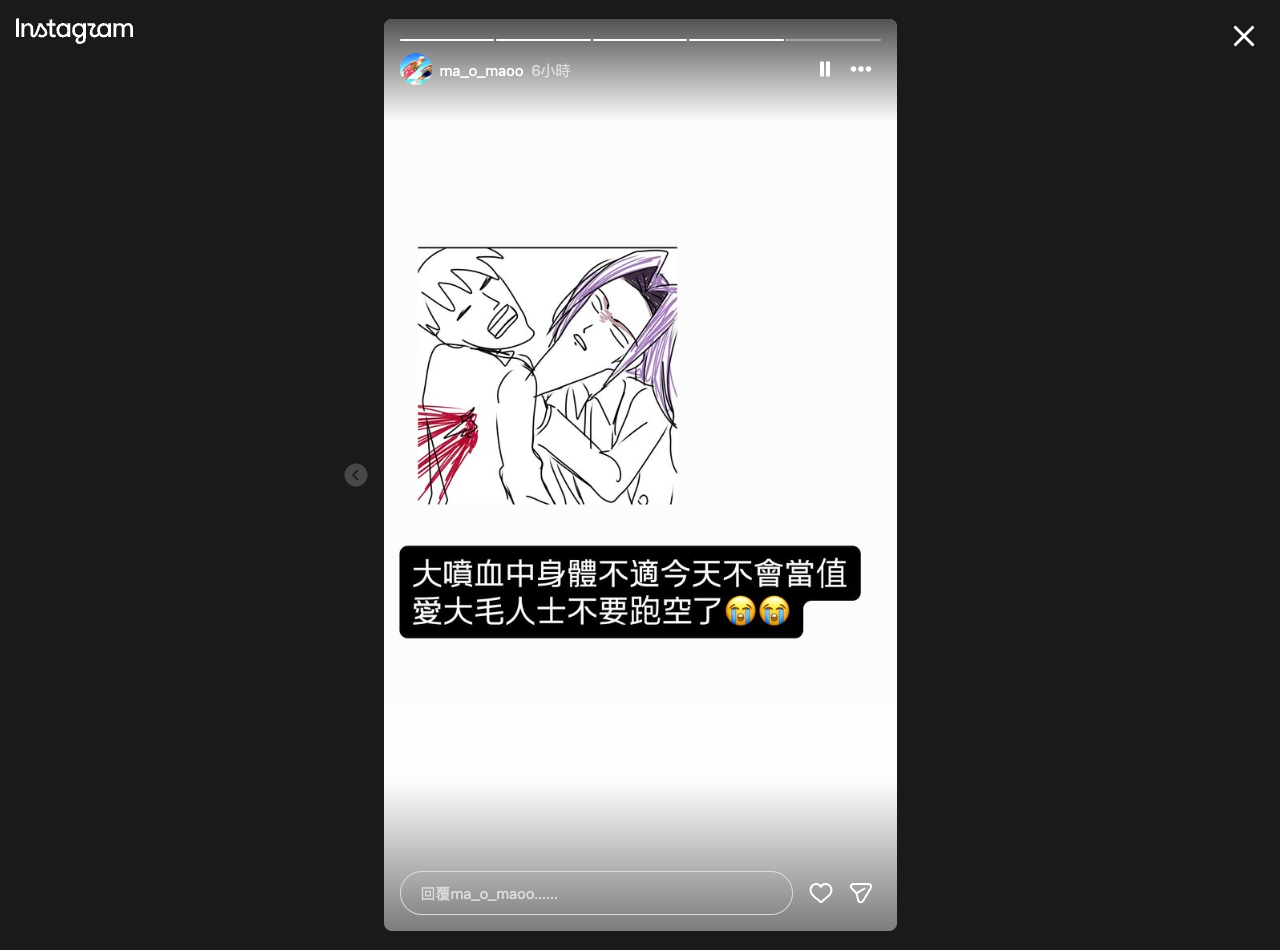 Instagram
ma_o_maoo 6小時
大噴血中身體不適今天不會當值
愛大毛人士不要跑空了😭😭
回覆ma_o_maoo......